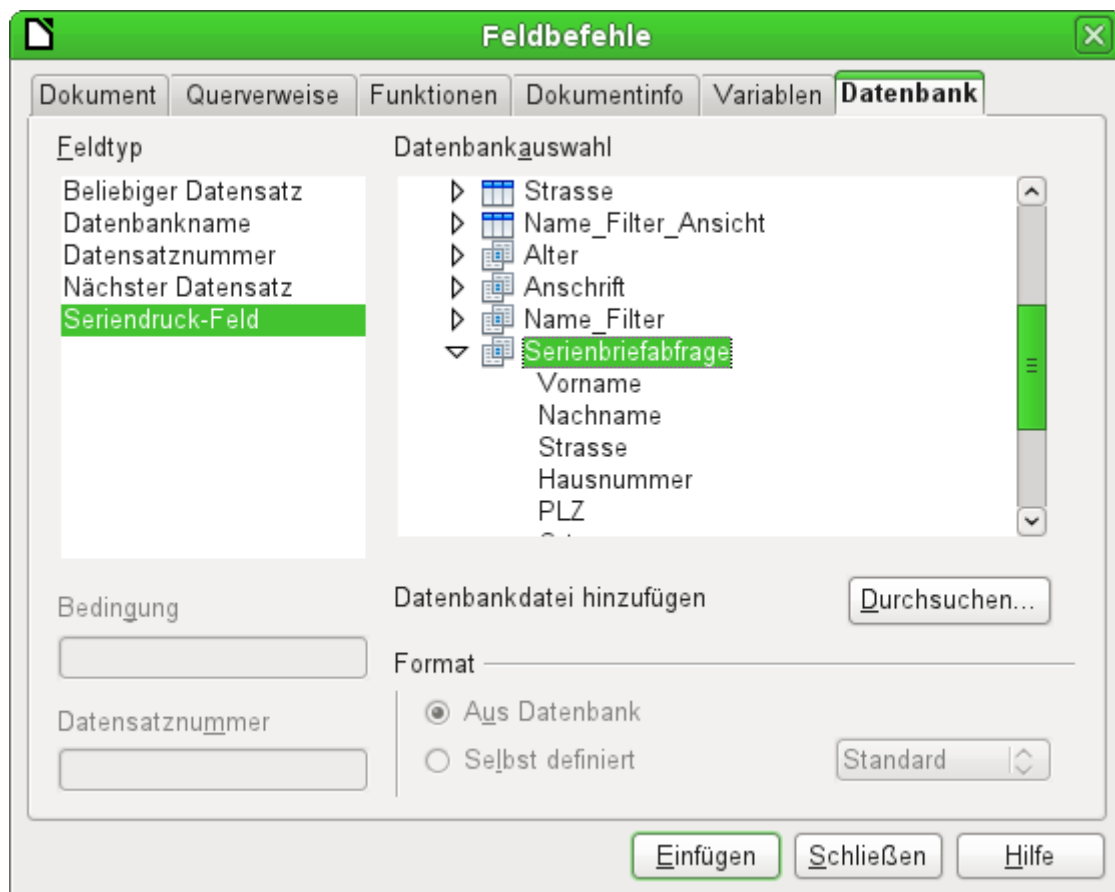 Feldbefehle
Dokument Querverweise Funktionen Dokumentinfo Variablen Datenbank
Feldtyp
Beliebiger Datensatz
Datenbankname
Datensatznummer
Nächster Datensatz
Seriendruck-Feld
Datenbankauswahl
Strasse
Name_Filter_Ansicht
Alter
Anschrift
Name_Filter
Serienbriefabfrage
Vorname
Nachname
Strasse
Hausnummer
PLZ
Bedingung
Datensatznummer
Datenbankdatei hinzufügen Durchsuchen...
Format
Aus Datenbank
Selbst definiert Standard
Einfügen Schließen Hilfe